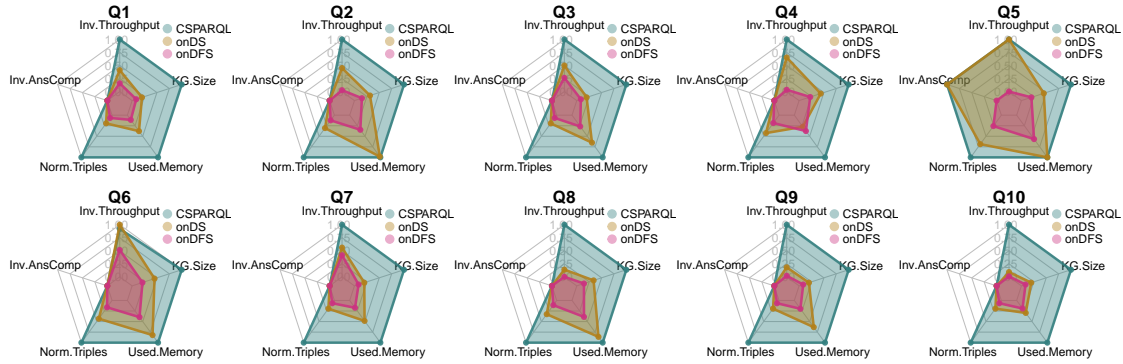 Q1
Inv.Throughput
CSPARQL
onDS
onDFS
Inv.AnsComp
KG.Size
Norm.Triples
Used.Memory
Q2
Inv.Throughput
CSPARQL
onDS
onDFS
Inv.AnsComp
KG.Size
Norm.Triples
Used.Memory
Q3
Inv.Throughput
CSPARQL
onDS
onDFS
Inv.AnsComp
KG.Size
Norm.Triples
Used.Memory
Q4
Inv.Throughput
CSPARQL
onDS
onDFS
Inv.AnsComp
KG.Size
Norm.Triples
Used.Memory
Q5
Inv.Throughput
CSPARQL
onDS
onDFS
Inv.AnsComp
KG.Size
Norm.Triples
Used.Memory
Q6
Inv.Throughput
CSPARQL
onDS
onDFS
Inv.AnsComp
KG.Size
Norm.Triples
Used.Memory
Q7
Inv.Throughput
CSPARQL
onDS
onDFS
Inv.AnsComp
KG.Size
Norm.Triples
Used.Memory
Q8
Inv.Throughput
CSPARQL
onDS
onDFS
Inv.AnsComp
KG.Size
Norm.Triples
Used.Memory
Q9
Inv.Throughput
CSPARQL
onDS
onDFS
Inv.AnsComp
KG.Size
Norm.Triples
Used.Memory
Q10
Inv.Throughput
CSPARQL
onDS
onDFS
Inv.AnsComp
KG.Size
Norm.Triples
Used.Memory